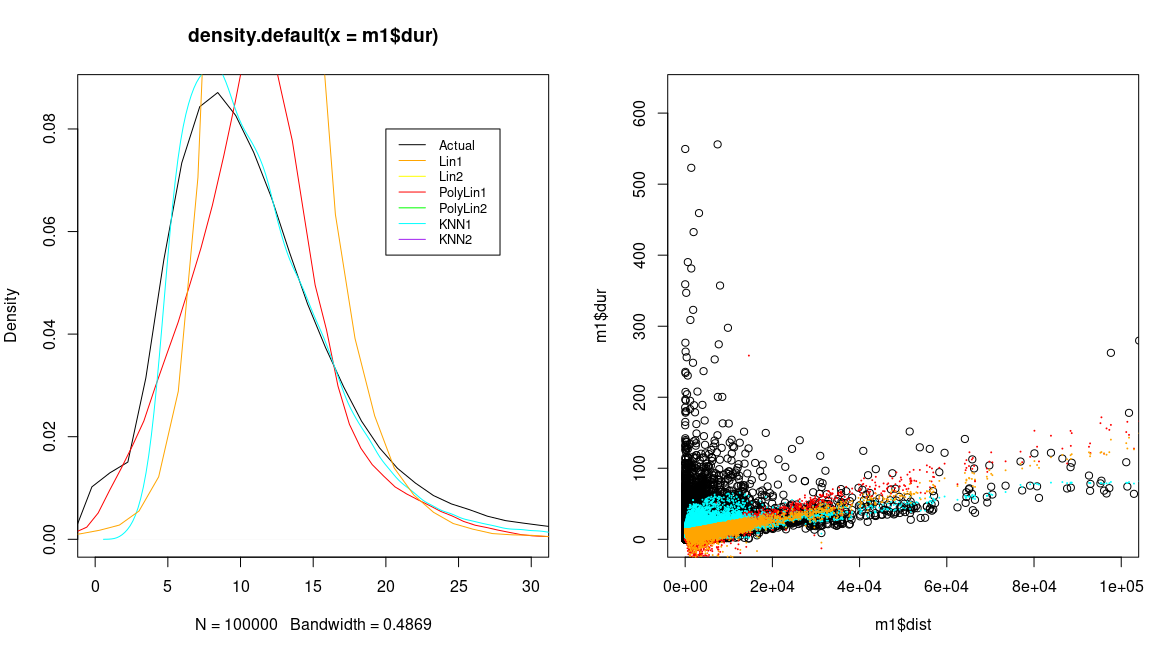 density.default(x = m1$dur)
Density
0.00
0.02
0.04
0.06
0.08
Actual
Lin1
Lin2
PolyLin1
PolyLin2
KNN1
KNN2
0 5 10 15 20 25 30
N = 100000 Bandwidth = 0.4869
m1$dur
0
100
200
300
400
500
600
0e+00 2e+04 4e+04 6e+04 8e+04 1e+05
m1$dist